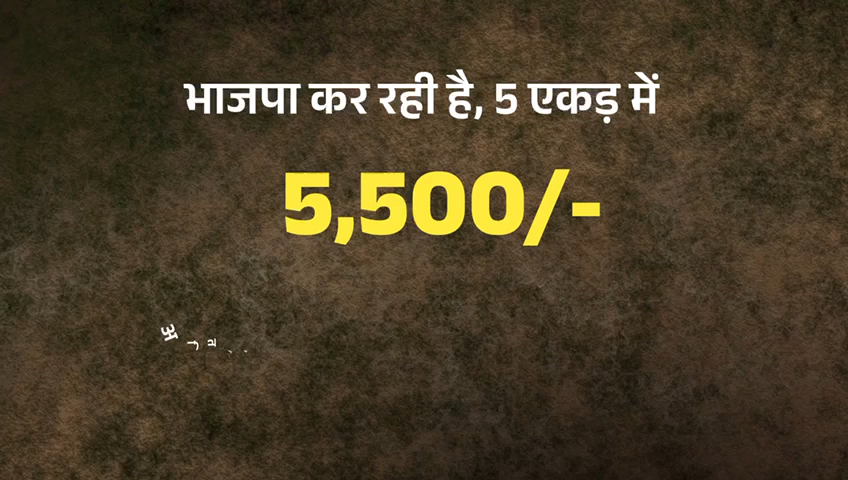 भाजपा कर रही है, 5 एकड़ में
5,500/-